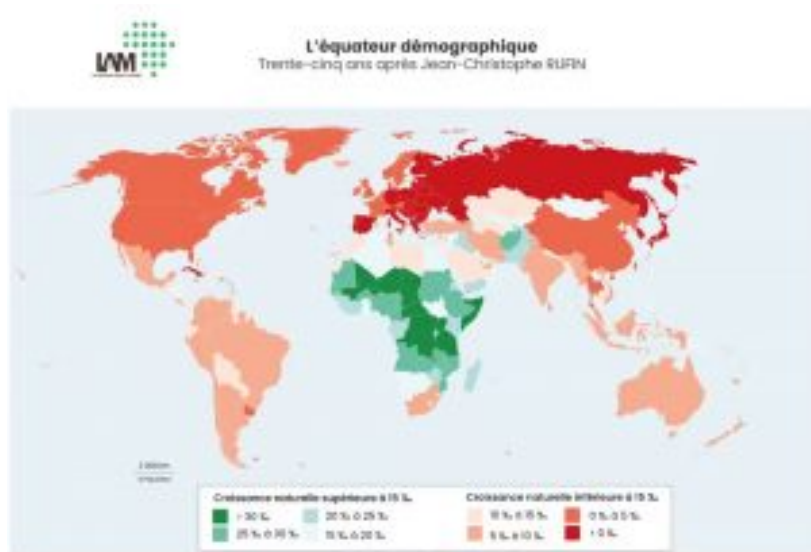 LAM
L'équateur démographique
Trente-cinq ans après Jean-Christophe RUFIN
Croissance naturelle supérieure à 15 ‰
Croissance naturelle inférieure à 15 ‰
> 30 ‰
20 ‰ à 25 ‰
10 ‰ à 15 ‰
0 ‰ à 5 ‰
25 ‰ à 30 ‰
15 ‰ à 20 ‰
5 ‰ à 10 ‰
< 0 ‰